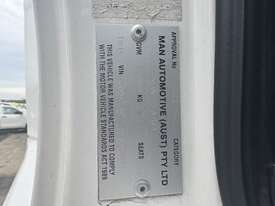 APPROVAL No CATEGORY
MAN AUTOMOTIVE (AUST) PTY LTD
GVM KG SEATS
VIN
THIS VEHICLE WAS MANUFACTURED TO COMPLY
WITH THE MOTOR VEHICLE STANDARDS ACT 1989